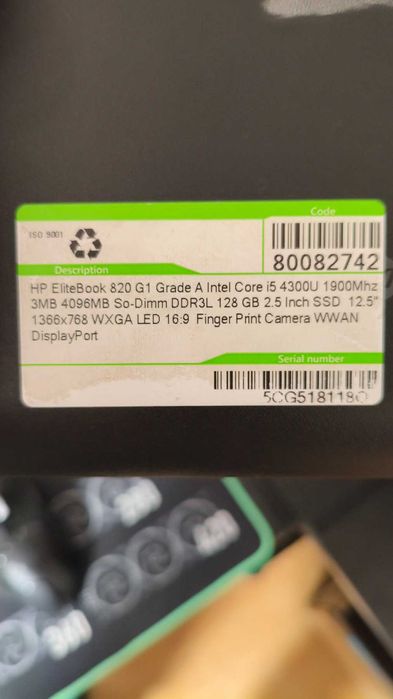 Code
ISO 9001
80082742
Description
HP EliteBook 820 G1 Grade A Intel Core i5 4300U 1900Mhz
3MB 4096MB So-Dimm DDR3L 128 GB 2.5 Inch SSD 12.5"
1366x768 WXGA LED 16:9 Finger Print Camera WWAN
DisplayPort
Serial number